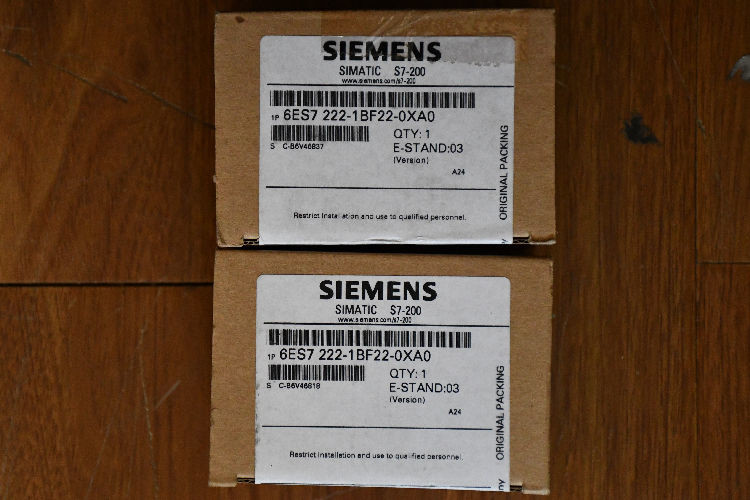 SIEMENS
SIMATIC S7-200
www.siemens.com/s7-200
1P 6ES7 222-1BF22-0XA0
QTY: 1
S C-B6V46837
E-STAND:03
(Version)
A24
ORIGINAL PACKING
Restrict Installation and use to qualified personnel.
SIEMENS
SIMATIC S7-200
www.siemens.com/s7-200
1P 6ES7 222-1BF22-0XA0
QTY: 1
S C-B6V46818
E-STAND:03
(Version)
A24
ORIGINAL PACKING
Restrict Installation and use to qualified personnel.